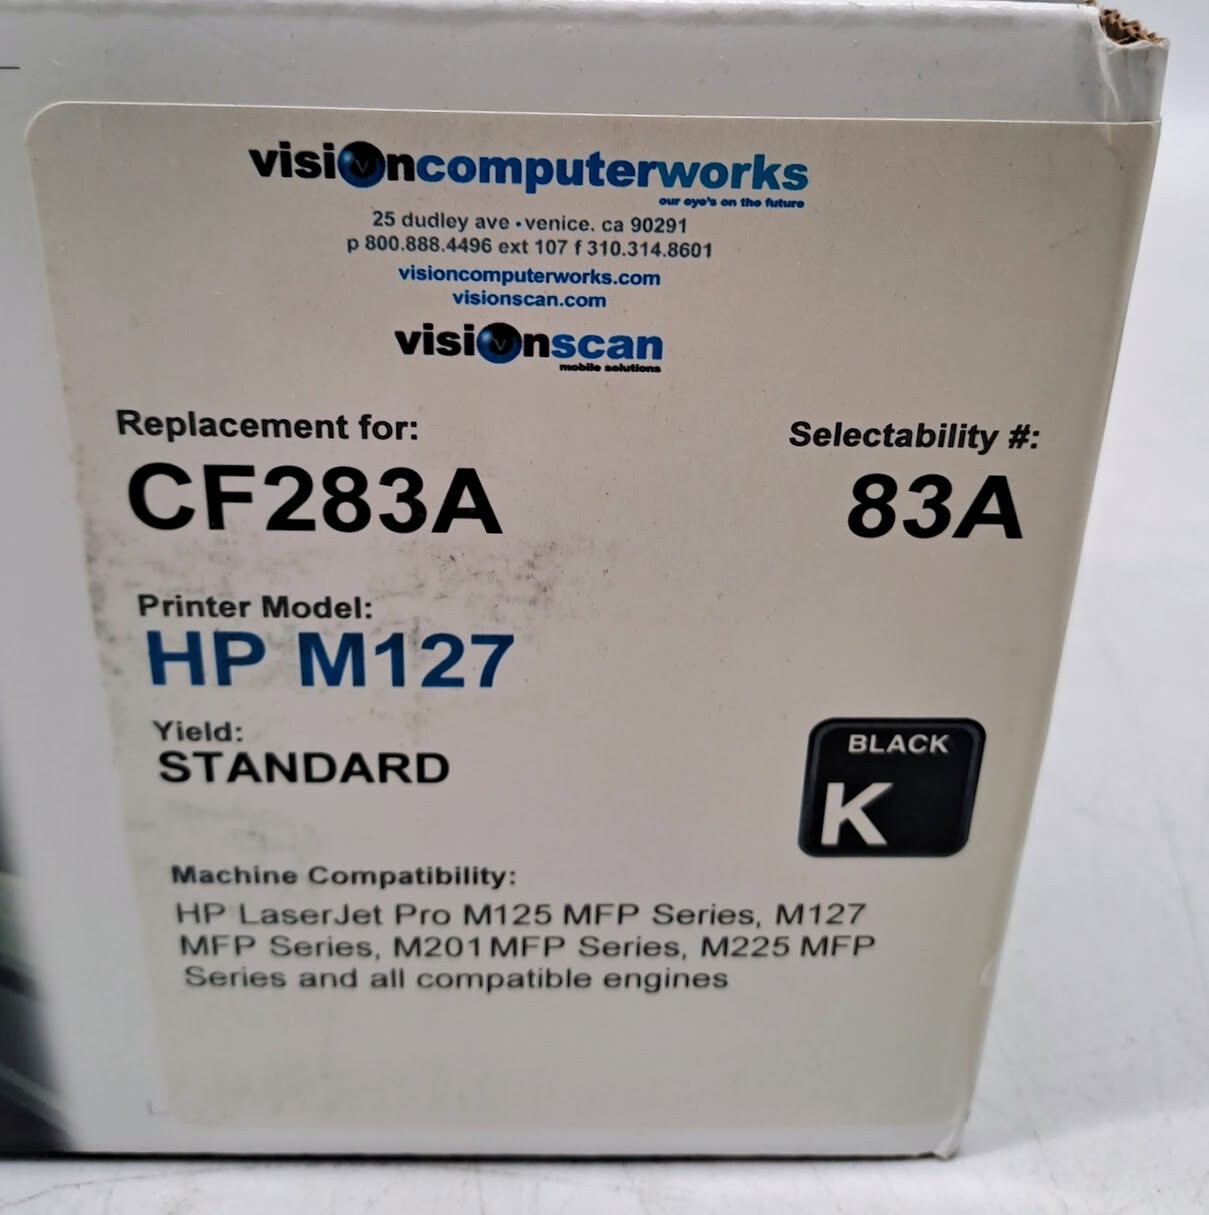 visioncomputerworks
our eye's on the future
25 dudley ave • venice. ca 90291
p 800.888.4496 ext 107 f 310.314.8601
visioncomputerworks.com
visionscan.com
visionscan
mobile solutions
Replacement for:
CF283A
Selectability #:
83A
Printer Model:
HP M127
Yield:
STANDARD
BLACK
K
Machine Compatibility:
HP LaserJet Pro M125 MFP Series, M127
MFP Series, M201 MFP Series, M225 MFP
Series and all compatible engines